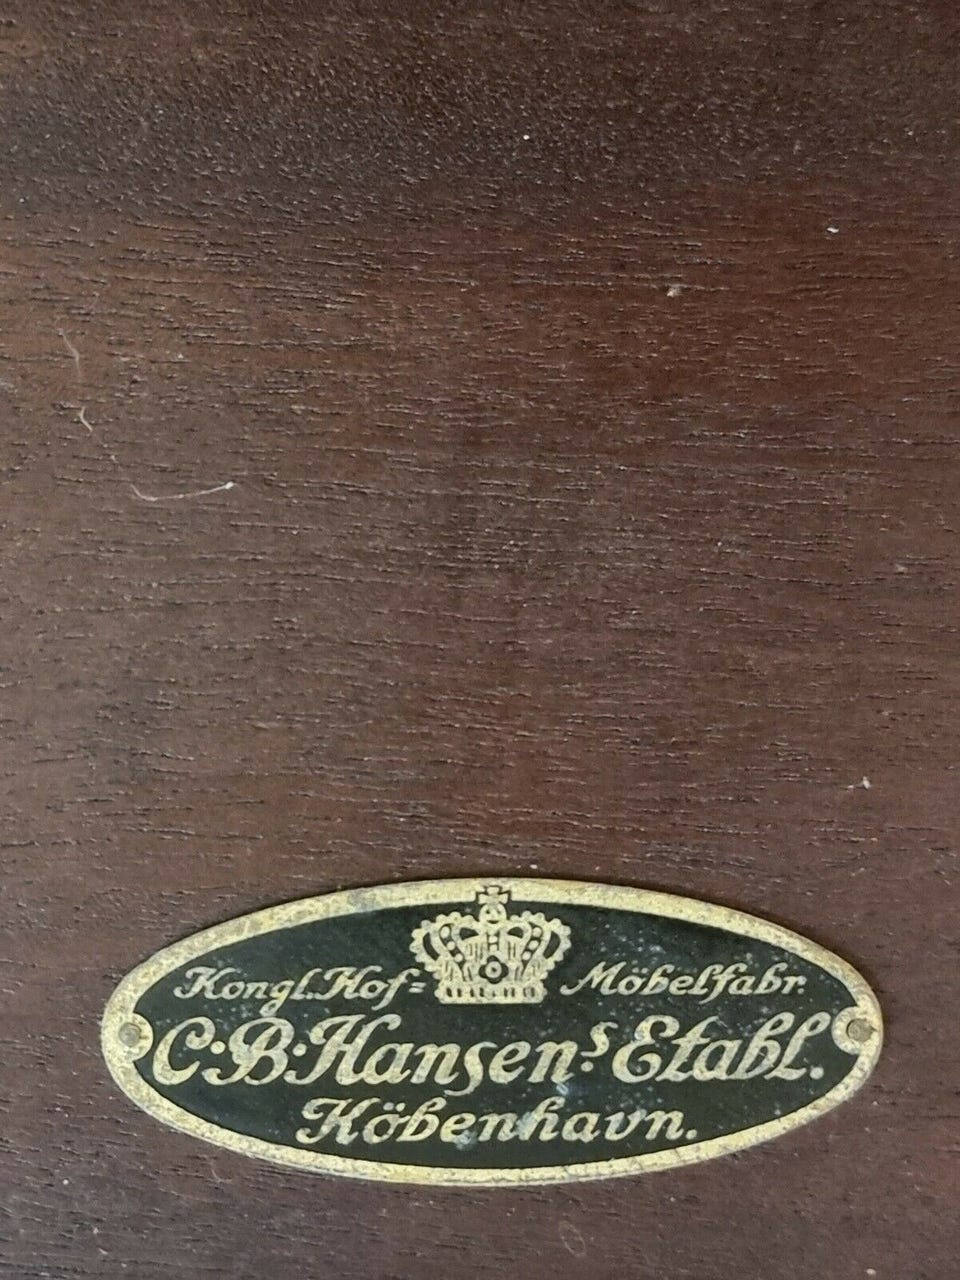 Kongl. Hof= Möbelfabr.
C.B. Hansen.s Etabl.
Köbenhavn.